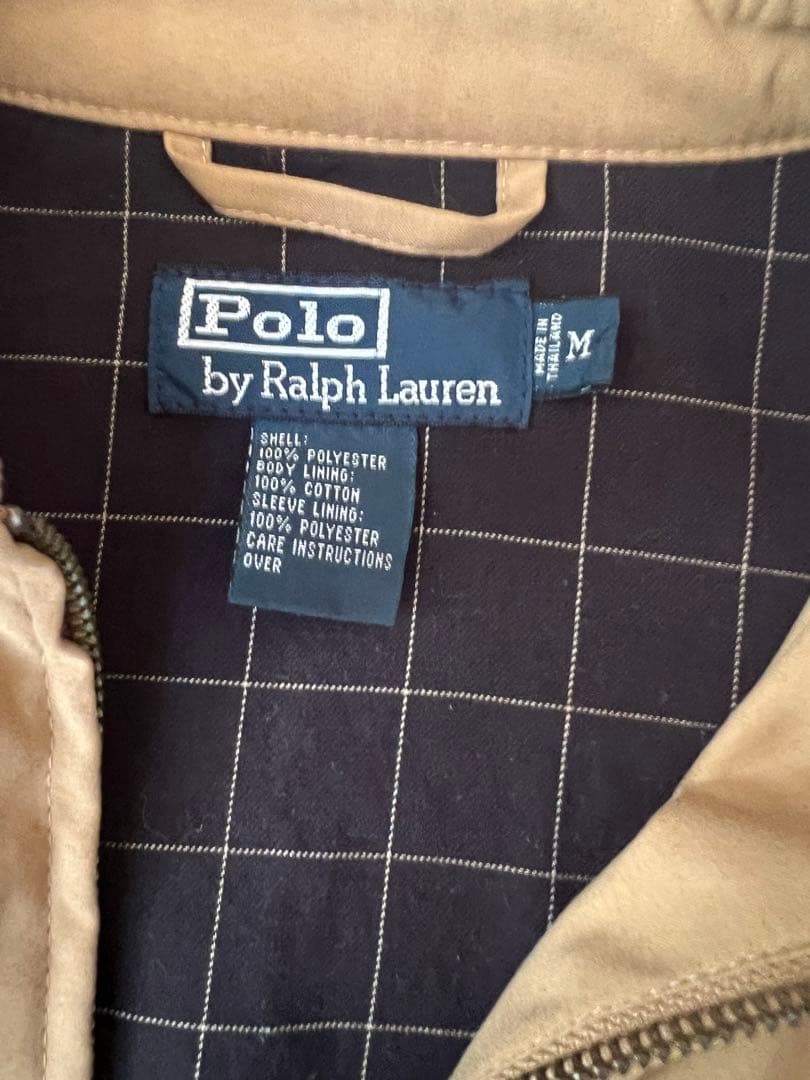 Polo
by Ralph Lauren
MADE IN
THAILAND
M
SHELL:
100% POLYESTER
BODY LINING:
100% COTTON
SLEEVE LINING:
100% POLYESTER
CARE INSTRUCTIONS
OVER